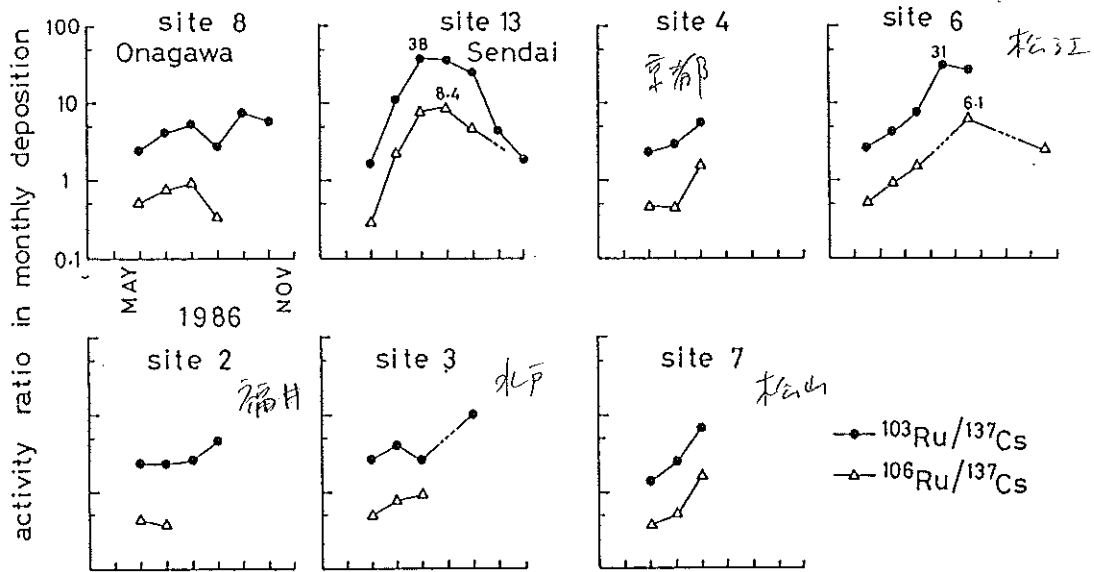 activity ratio in monthly deposition
100
10
1
0.1
site 8
Onagawa
MAY
NOV
1986
site 13
Sendai
38
8.4
site 4
京都
site 6
松江
31
6.1
site 2
福井
site 3
水戸
site 7
松山
¹⁰³Ru/¹³⁷Cs
¹⁰⁶Ru/¹³⁷Cs